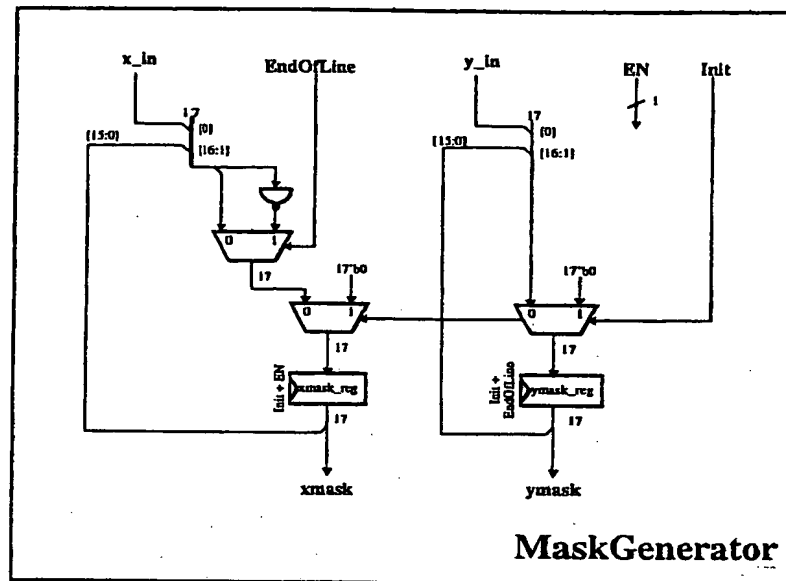 x_in EndOfLine y_in EN Init
17 17 1
[0] [0]
[15:0] [16:1] [15:0] [16:1]
0 1
17 17'b0 17'b0
0 1 0 1
17 17
Init + EN xmask_reg Init + EndOfLine ymask_reg
17 17
xmask ymask
MaskGenerator